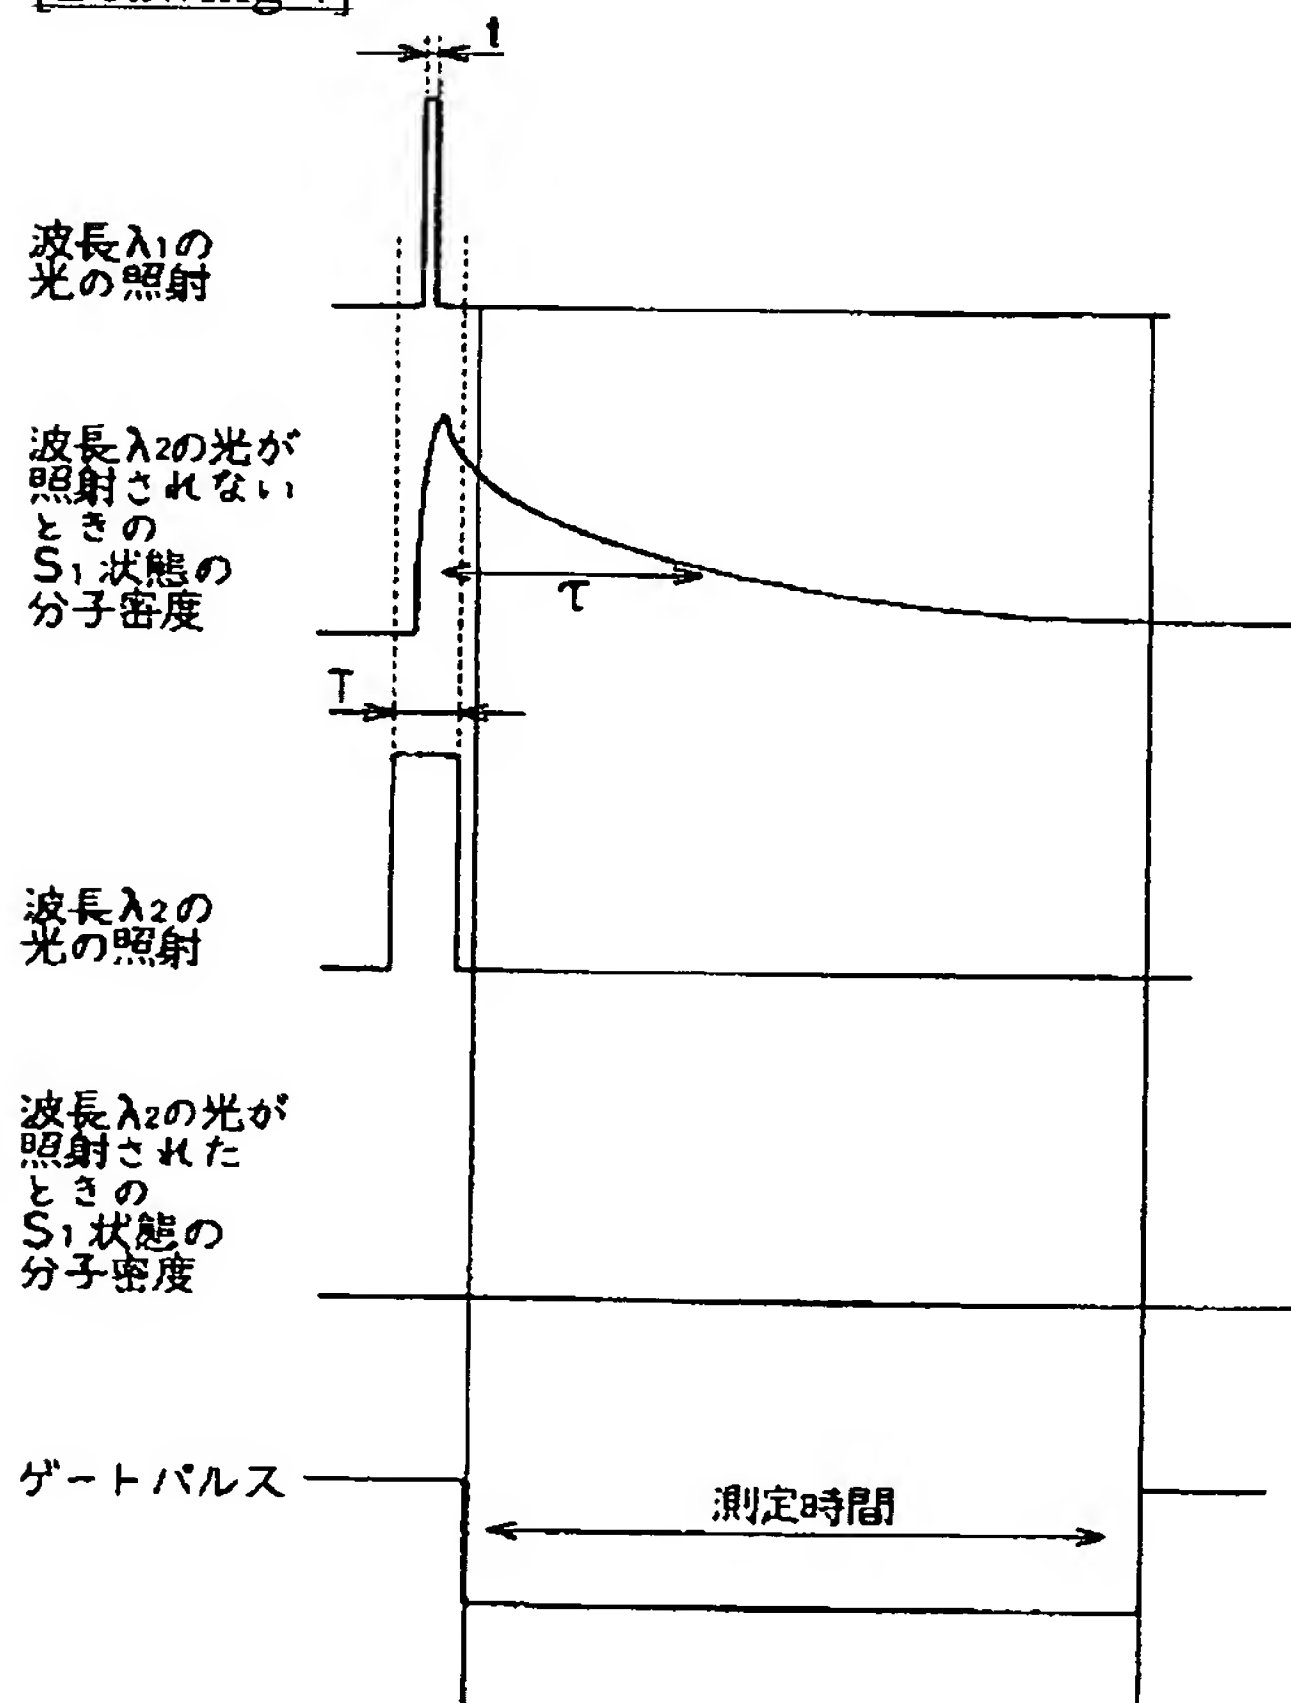 t
波長λ1の
光の照射
波長λ2の光が
照射されない
ときの
S1状態の
分子密度
τ
T
波長λ2の
光の照射
波長λ2の光が
照射された
ときの
S1状態の
分子密度
ゲートパルス
測定時間